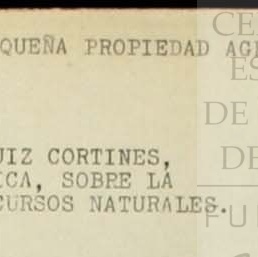 QUEÑA PROPIEDAD AG
UIZ CORTINES,
ICA, SOBRE LA
CURSOS NATURALES.
CE
ES
DE
DE
FU